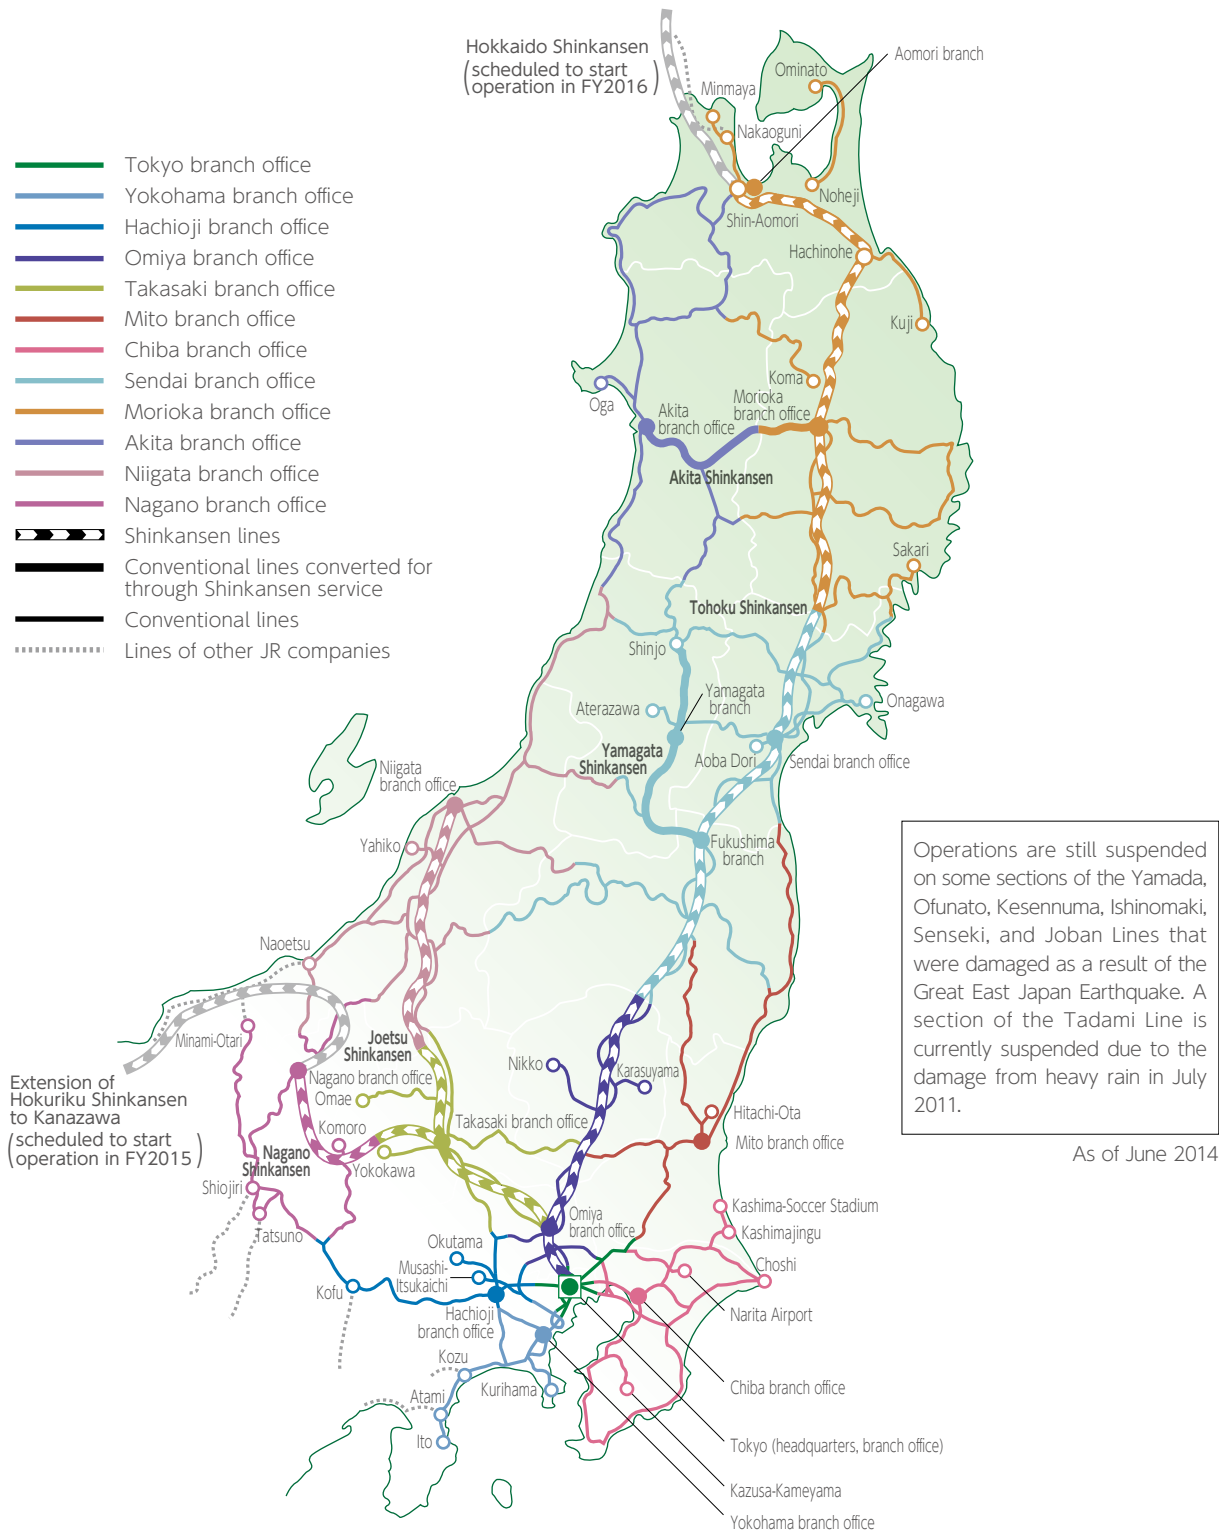 Hokkaido Shinkansen
(scheduled to start
operation in FY2016)
Aomori branch
Ominato
Minmaya
Nakaoguni
Noheji
Shin-Aomori
Hachinohe
Kuji
Koma
Morioka
branch office
Oga
Akita
branch office
Akita Shinkansen
Sakari
Tohoku Shinkansen
Shinjo
Yamagata
branch
Aterazawa
Onagawa
Yamagata
Shinkansen
Aoba Dori
Sendai branch office
Niigata
branch office
Yahiko
Fukushima
branch
Naoetsu
Minami-Otari
Joetsu
Shinkansen
Nagano branch office
Omae
Nikko
Karasuyama
Takasaki branch office
Hitachi-Ota
Mito branch office
Komoro
Nagano
Shinkansen
Yokokawa
Shiojiri
Tatsuno
Extension of
Hokuriku Shinkansen
to Kanazawa
(scheduled to start
operation in FY2015)
Omiya
branch office
Okutama
Musashi-
Itsukaichi
Kofu
Hachioji
branch office
Kashima-Soccer Stadium
Kashimajingu
Choshi
Narita Airport
Kozu
Atami
Kurihama
Ito
Chiba branch office
Tokyo (headquarters, branch office)
Kazusa-Kameyama
Yokohama branch office
Tokyo branch office
Yokohama branch office
Hachioji branch office
Omiya branch office
Takasaki branch office
Mito branch office
Chiba branch office
Sendai branch office
Morioka branch office
Akita branch office
Niigata branch office
Nagano branch office
Shinkansen lines
Conventional lines converted for
through Shinkansen service
Conventional lines
Lines of other JR companies
Operations are still suspended
on some sections of the Yamada,
Ofunato, Kesennuma, Ishinomaki,
Senseki, and Joban Lines that
were damaged as a result of the
Great East Japan Earthquake. A
section of the Tadami Line is
currently suspended due to the
damage from heavy rain in July
2011.
As of June 2014